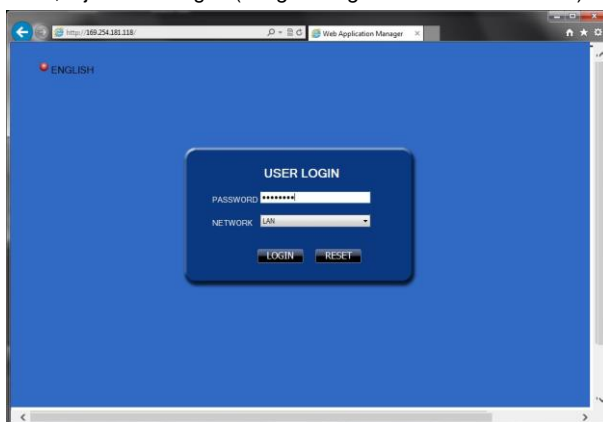 http://169.254.181.118/
Web Application Manager
ENGLISH
USER LOGIN
PASSWORD
NETWORK LAN
LOGIN RESET